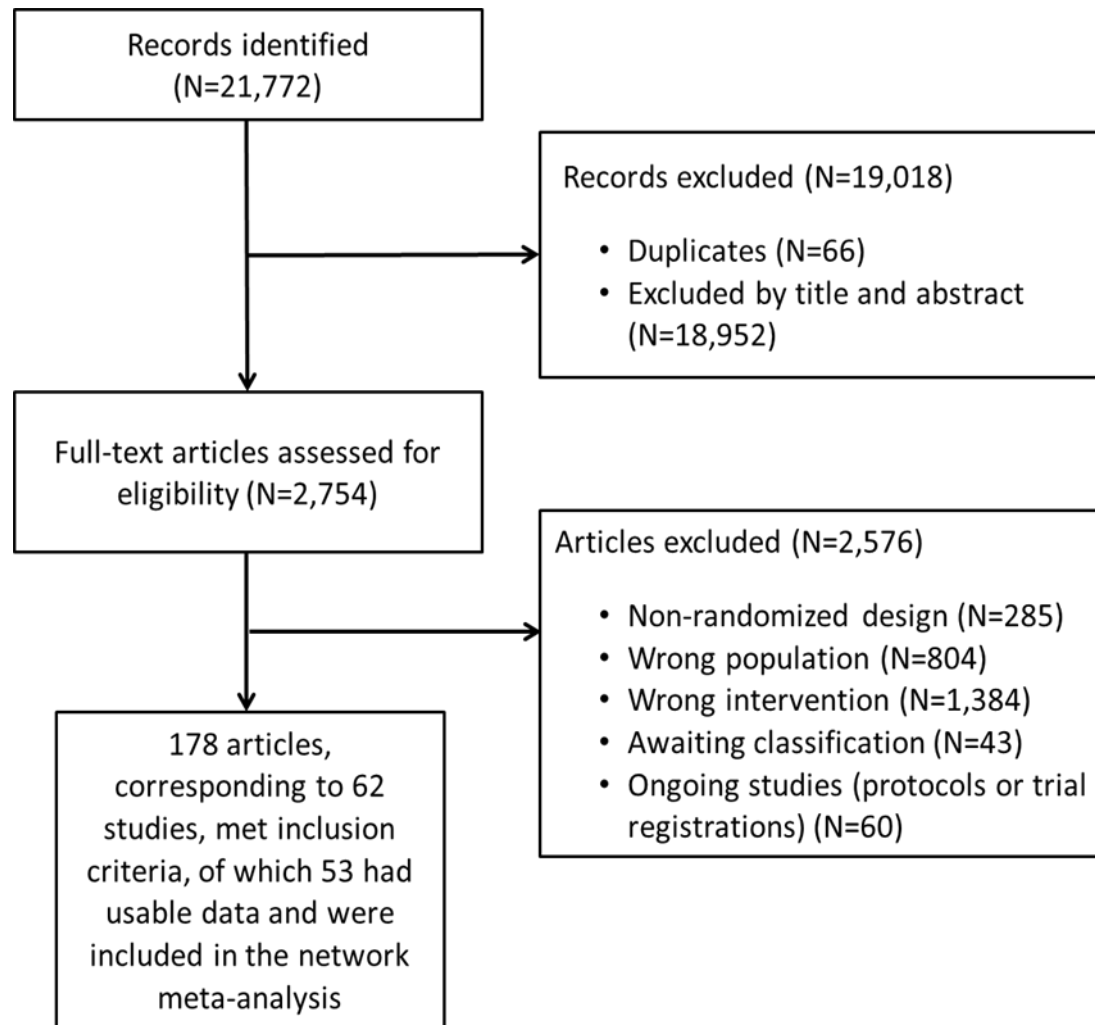 Records identified
(N=21,772)
Records excluded (N=19,018)
• Duplicates (N=66)
• Excluded by title and abstract
(N=18,952)
Full-text articles assessed for
eligibility (N=2,754)
Articles excluded (N=2,576)
• Non-randomized design (N=285)
• Wrong population (N=804)
• Wrong intervention (N=1,384)
• Awaiting classification (N=43)
• Ongoing studies (protocols or trial
registrations) (N=60)
178 articles,
corresponding to 62
studies, met inclusion
criteria, of which 53 had
usable data and were
included in the network
meta-analysis